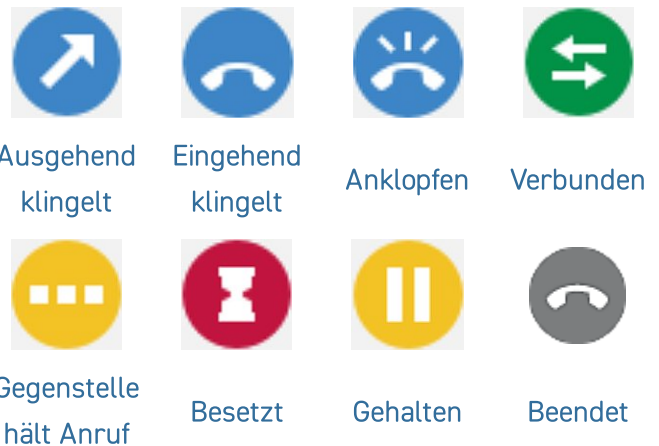 Ausgehend
klingelt
Eingehend
klingelt
Anklopfen
Verbunden
Gegenstelle
hält Anruf
Besetzt
Gehalten
Beendet